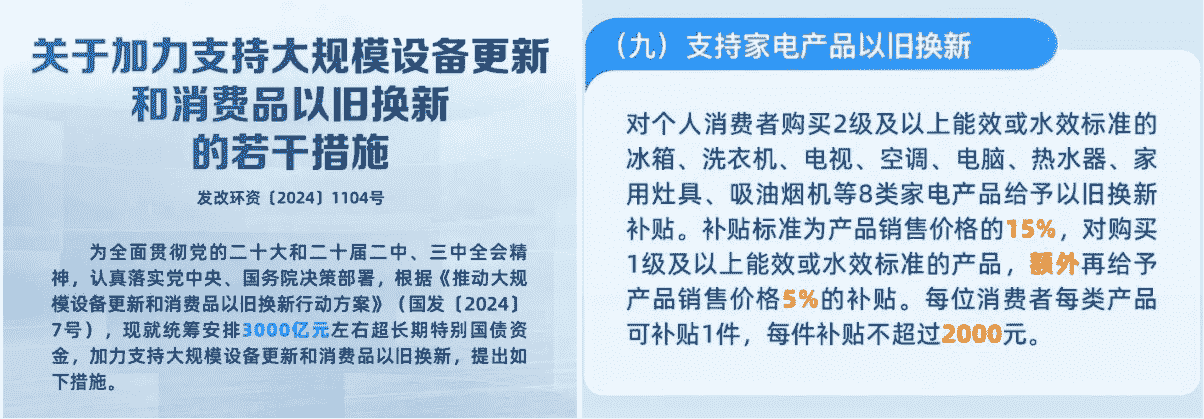 关于加力支持大规模设备更新
和消费品以旧换新
的若干措施
发改环资〔2024〕1104号
为全面贯彻党的二十大和二十届二中、三中全会精
神，认真落实党中央、国务院决策部署，根据《推动大规
模设备更新和消费品以旧换新行动方案》（国发〔2024〕
7号），现就统筹安排3000亿元左右超长期特别国债资
金，加力支持大规模设备更新和消费品以旧换新，提出如
下措施。
（九）支持家电产品以旧换新
对个人消费者购买2级及以上能效或水效标准的
冰箱、洗衣机、电视、空调、电脑、热水器、家
用灶具、吸油烟机等8类家电产品给予以旧换新
补贴。补贴标准为产品销售价格的15%，对购买
1级及以上能效或水效标准的产品，额外再给予
产品销售价格5%的补贴。每位消费者每类产品
可补贴1件，每件补贴不超过2000元。